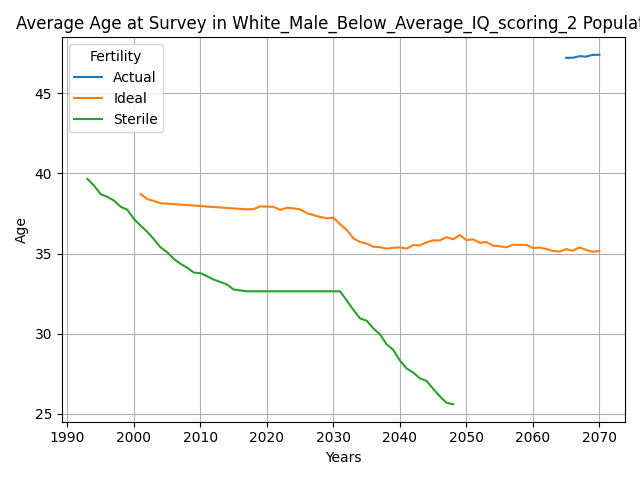 Average Age at Survey in White_Male_Below_Average_IQ_scoring_2 Populat
Fertility
Actual
Ideal
Sterile
Age
45
40
35
30
25
1990 2000 2010 2020 2030 2040 2050 2060 2070
Years